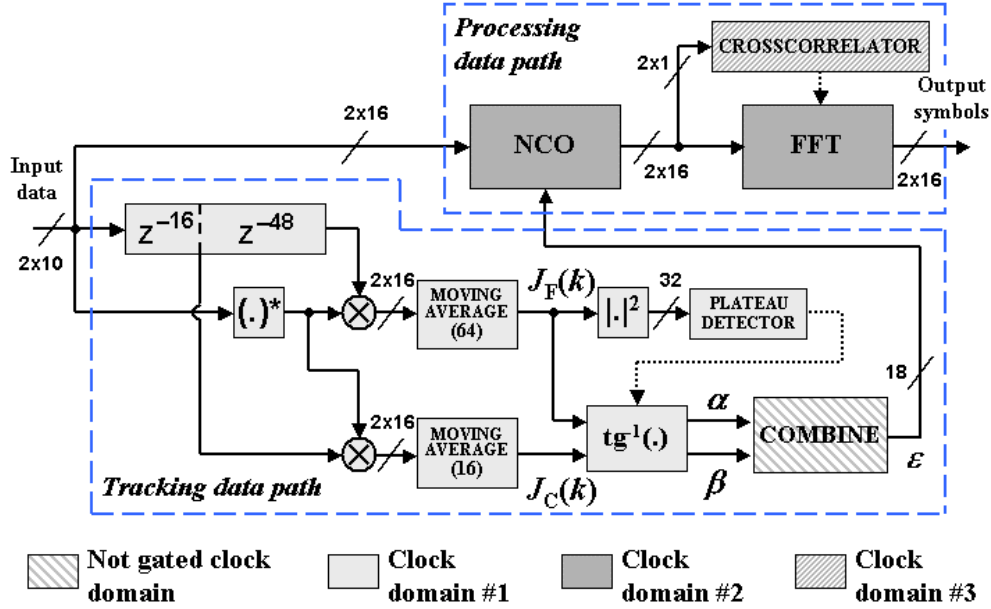 Processing
data path
CROSSCORRELATOR
2x1
Output
symbols
2x16
NCO
2x16
FFT
2x16
Input
data
2x10
z⁻¹⁶
z⁻⁴⁸
(.)*
2x16
MOVING
AVERAGE
(64)
J_F(k)
|.|²
32
PLATEAU
DETECTOR
18
2x16
MOVING
AVERAGE
(16)
J_C(k)
tg⁻¹(.)
α
β
COMBINE
ε
Tracking data path
Not gated clock
domain
Clock
domain #1
Clock
domain #2
Clock
domain #3